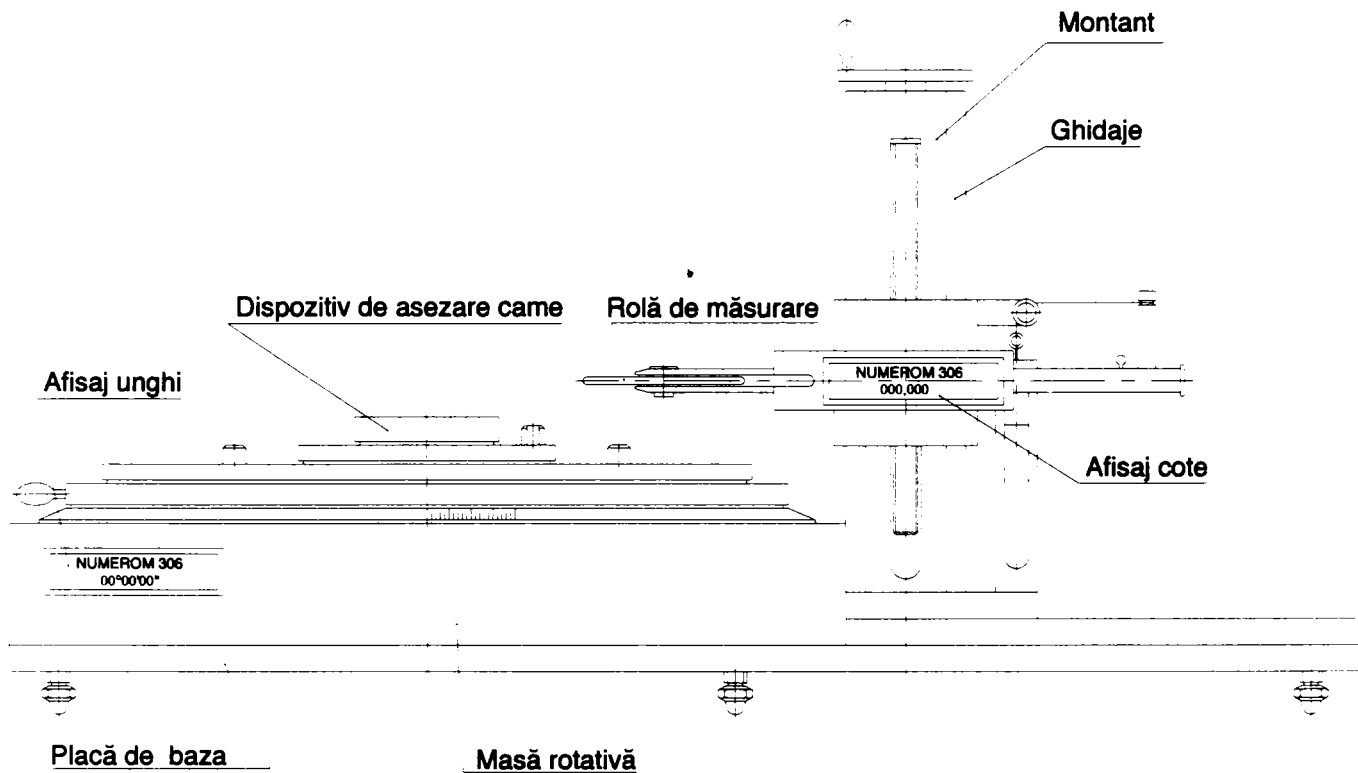 Montant
Ghidaje
Dispozitiv de asezare came
Rolă de măsurare
Afisaj unghi
NUMEROM 306
000,000
Afisaj cote
NUMEROM 306
00°00'00"
Placă de baza
Masă rotativă